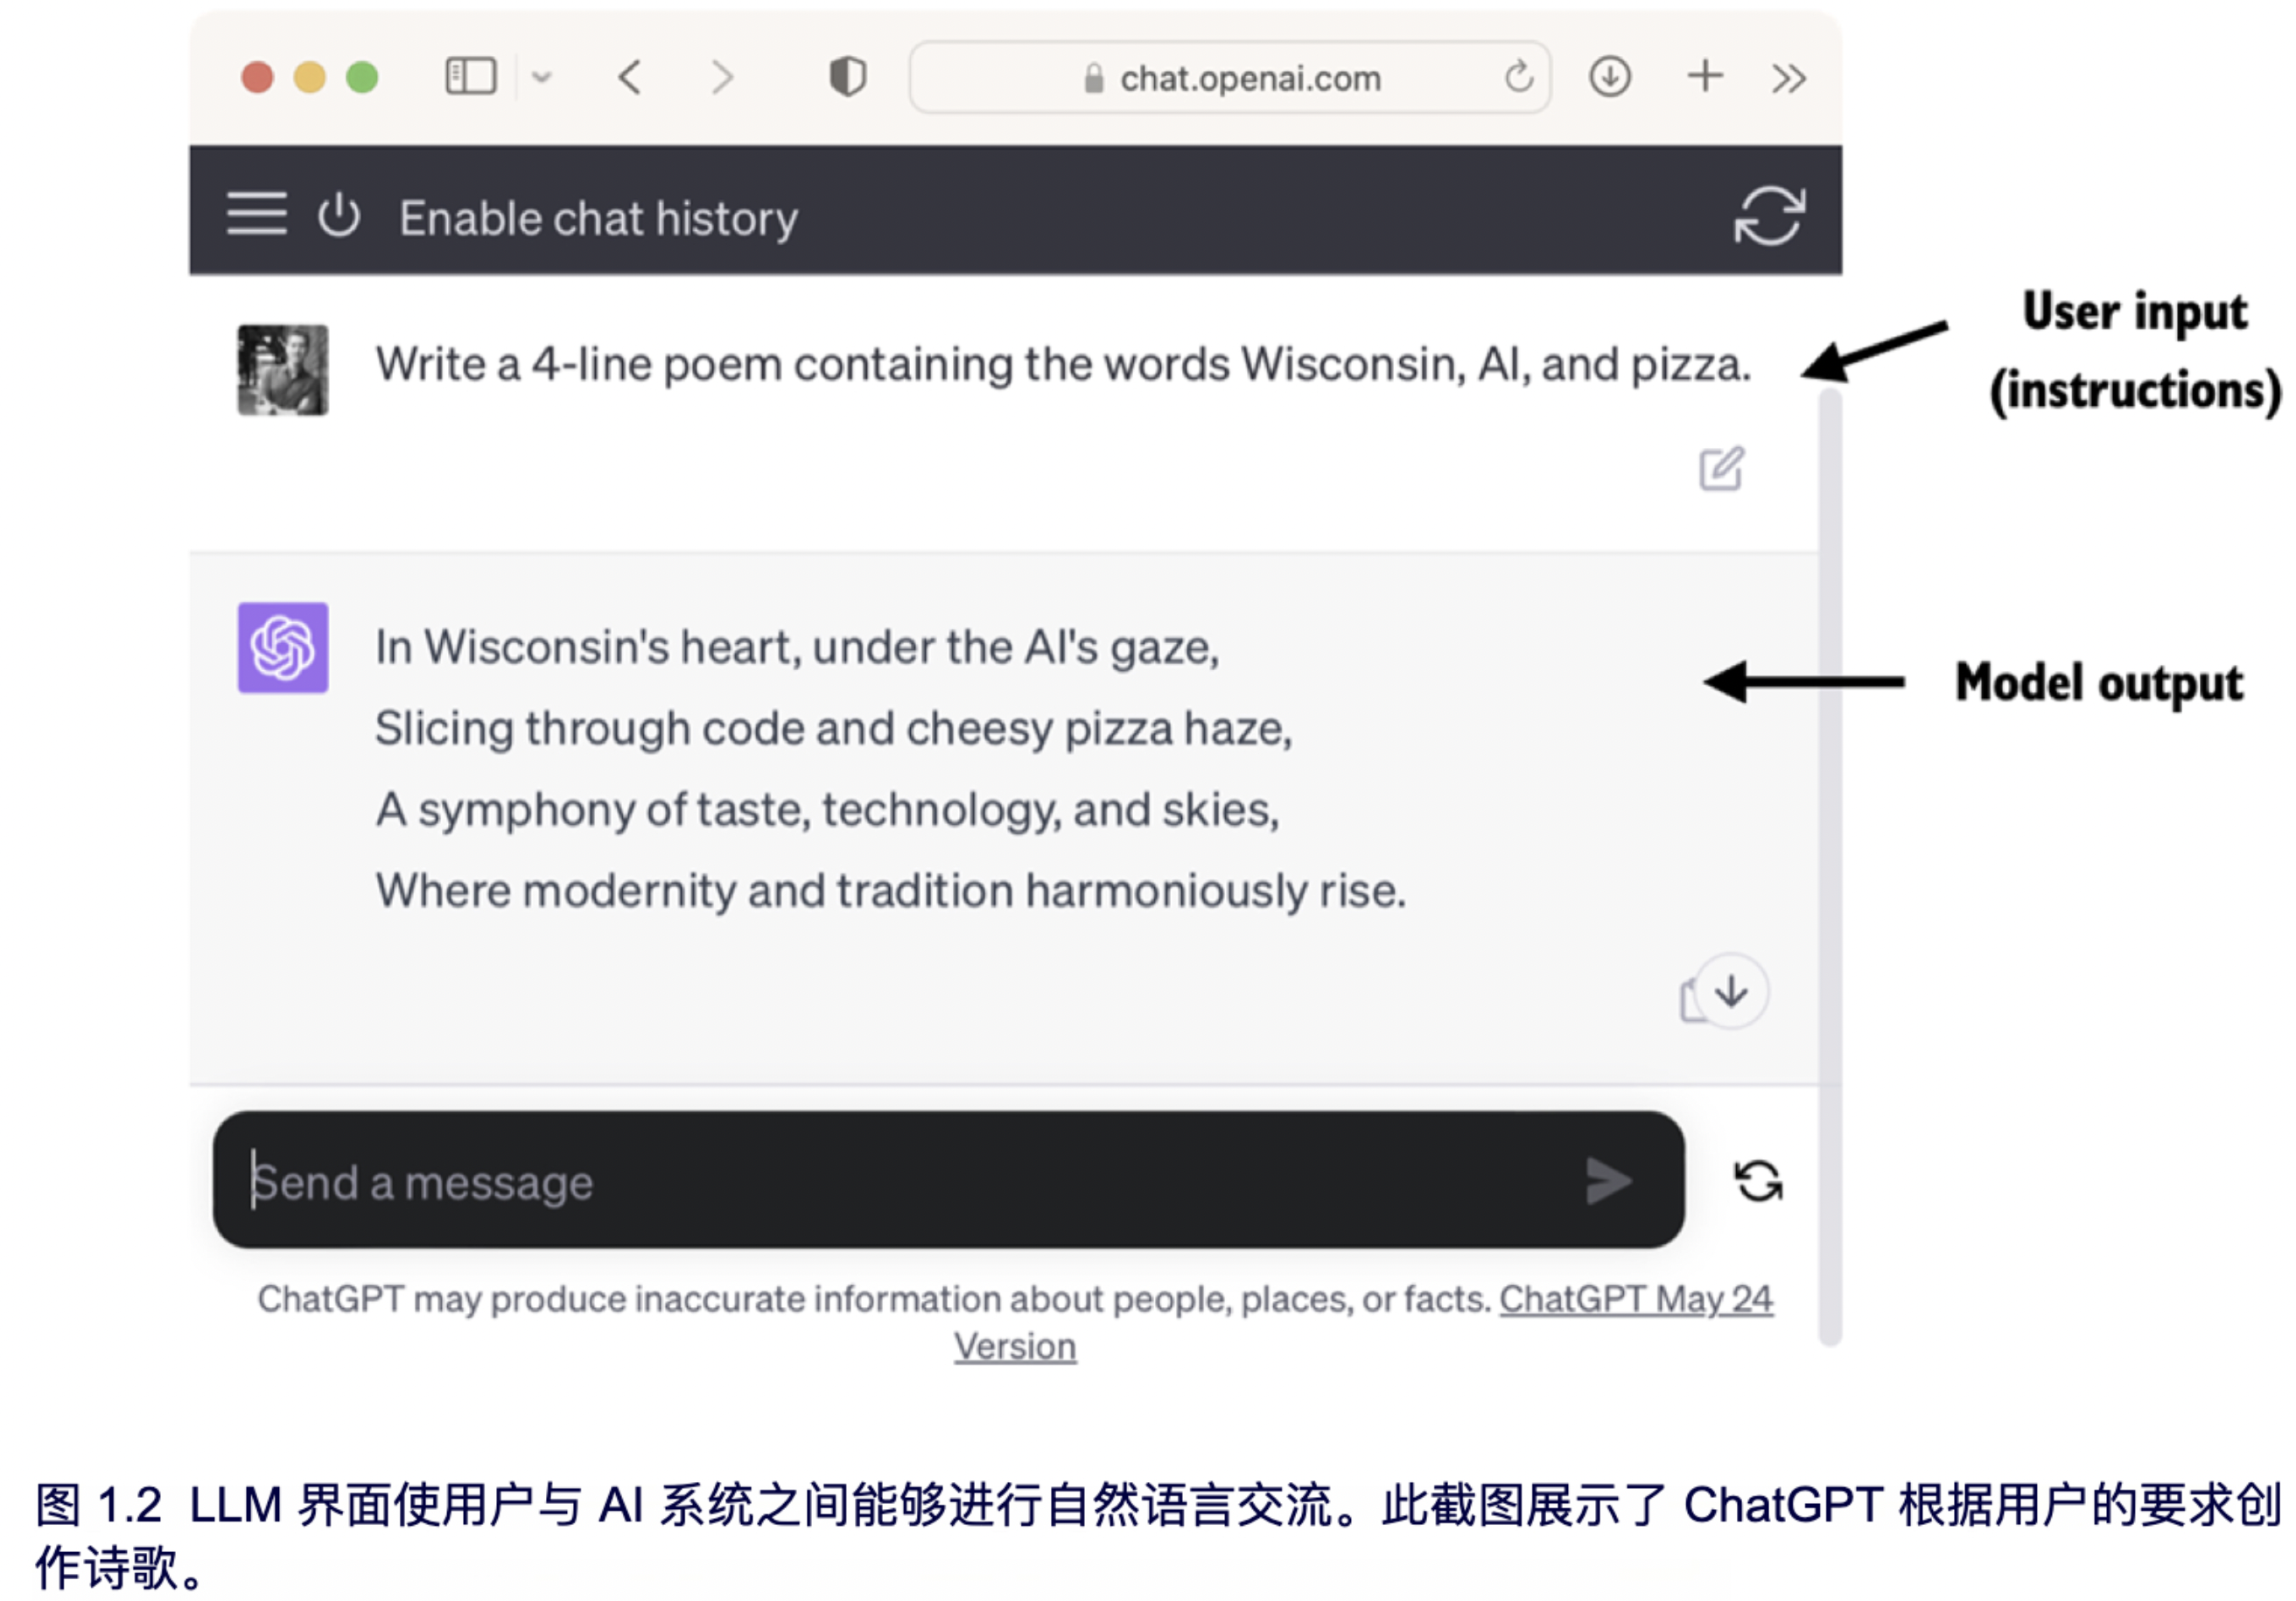 chat.openai.com
Enable chat history
Write a 4-line poem containing the words Wisconsin, AI, and pizza.
User input
(instructions)
In Wisconsin's heart, under the AI's gaze,
Slicing through code and cheesy pizza haze,
A symphony of taste, technology, and skies,
Where modernity and tradition harmoniously rise.
Model output
Send a message
ChatGPT may produce inaccurate information about people, places, or facts. ChatGPT May 24
Version
图 1.2 LLM 界面使用户与 AI 系统之间能够进行自然语言交流。此截图展示了 ChatGPT 根据用户的要求创
作诗歌。